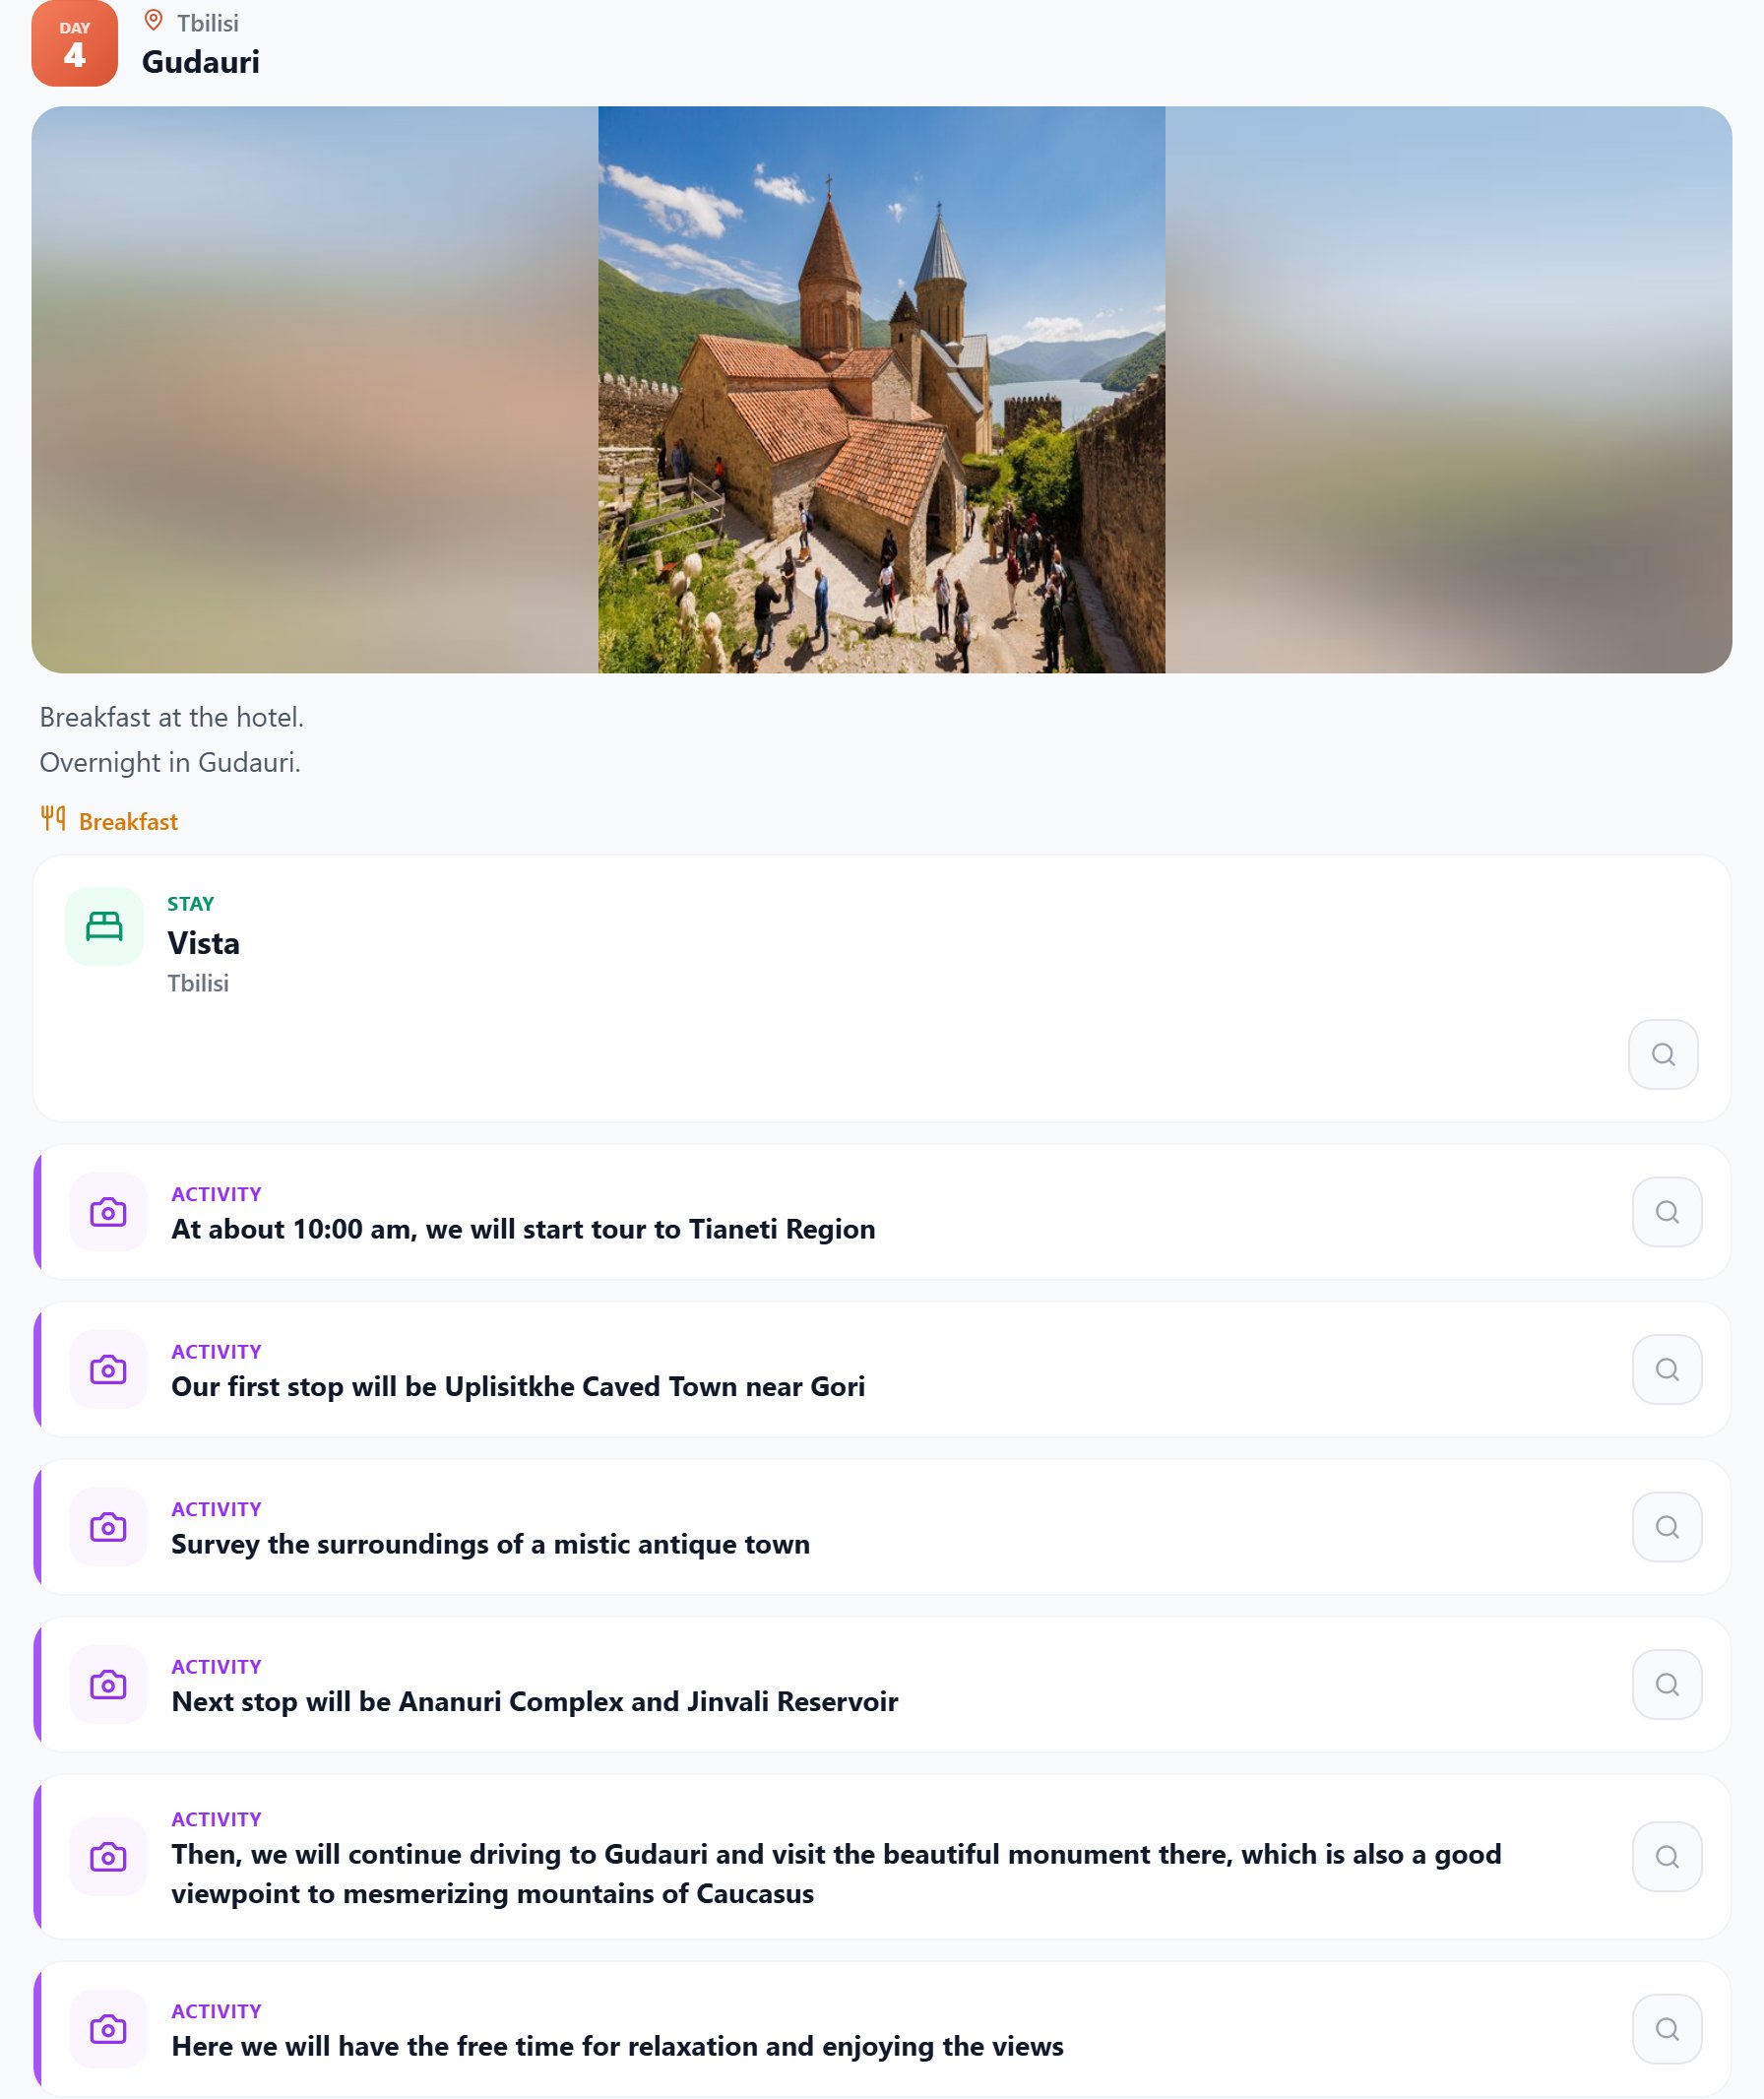 DAY
4
Tbilisi
Gudauri
Breakfast at the hotel.
Overnight in Gudauri.
Breakfast
STAY
Vista
Tbilisi
ACTIVITY
At about 10:00 am, we will start tour to Tianeti Region
ACTIVITY
Our first stop will be Uplisitkhe Caved Town near Gori
ACTIVITY
Survey the surroundings of a mistic antique town
ACTIVITY
Next stop will be Ananuri Complex and Jinvali Reservoir
ACTIVITY
Then, we will continue driving to Gudauri and visit the beautiful monument there, which is also a good
viewpoint to mesmerizing mountains of Caucasus
ACTIVITY
Here we will have the free time for relaxation and enjoying the views